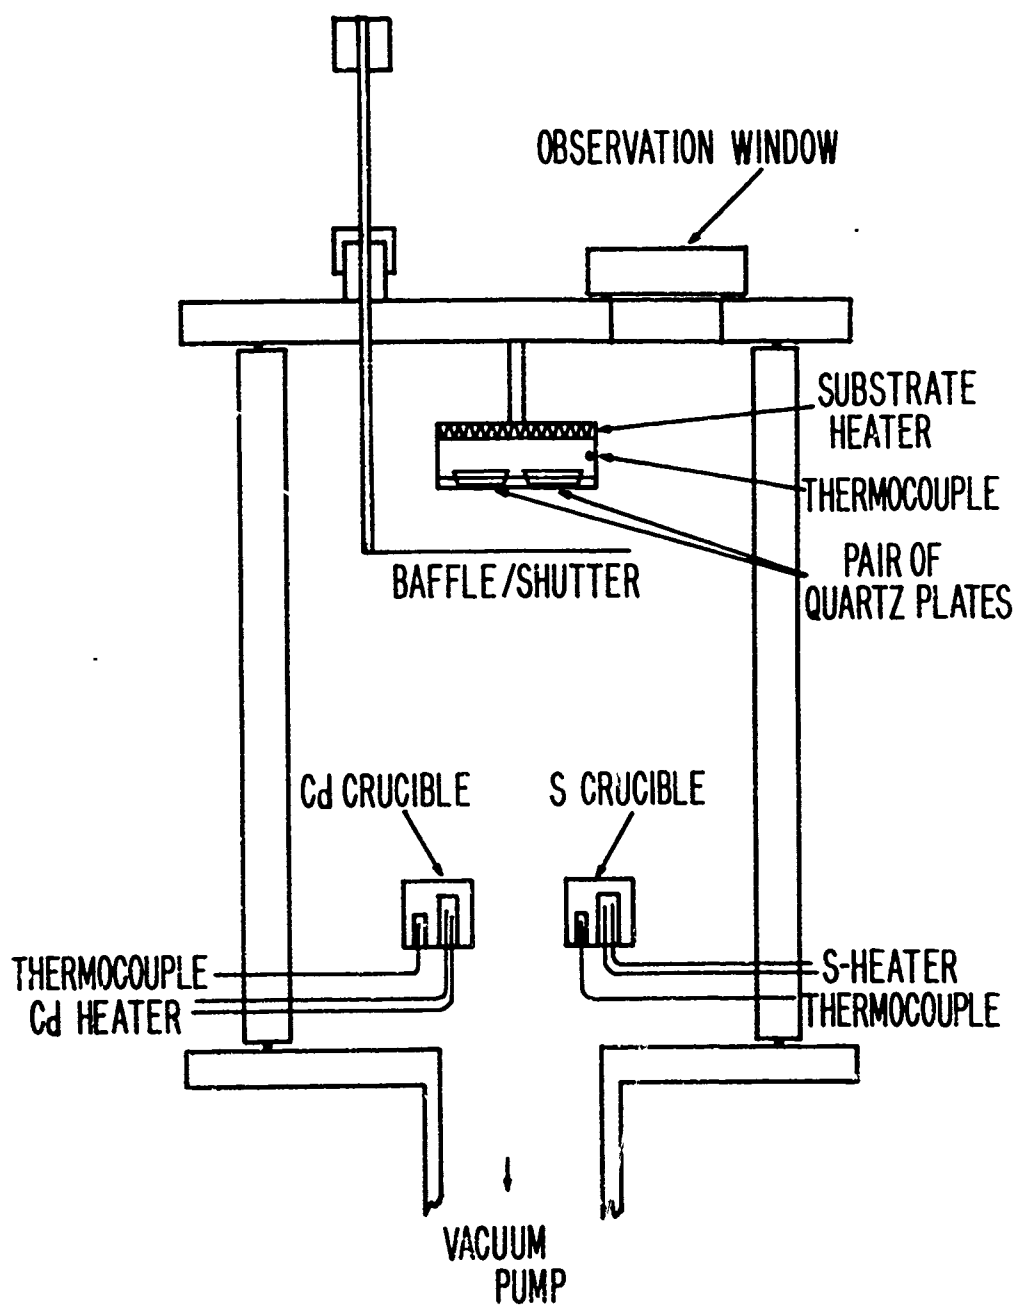 OBSERVATION WINDOW
SUBSTRATE
HEATER
THERMOCOUPLE
PAIR OF
QUARTZ PLATES
BAFFLE/SHUTTER
Cd CRUCIBLE
S CRUCIBLE
THERMOCOUPLE
Cd HEATER
S-HEATER
THERMOCOUPLE
VACUUM
PUMP